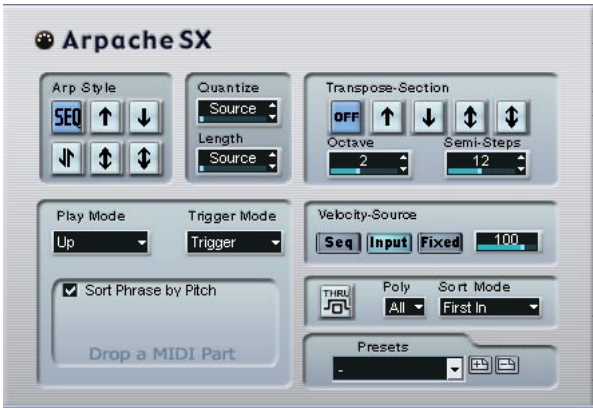 Arpache SX
Arp Style
SEQ
Quantize
Source
Length
Source
Transpose-Section
OFF
Octave
2
Semi-Steps
12
Play Mode
Up
Trigger Mode
Trigger
Sort Phrase by Pitch
Drop a MIDI Part
Velocity-Source
Seq Input Fixed 100
THRU
Poly
All
Sort Mode
First In
Presets
-